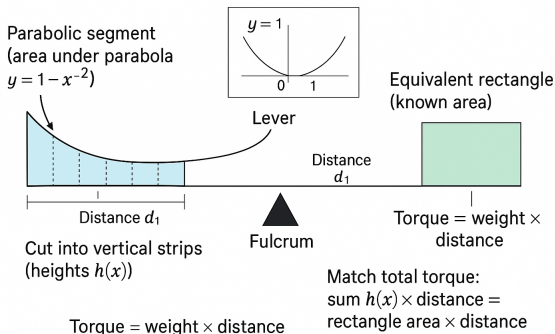 Parabolic segment
(area under parabola
y = 1 – x⁻²)
y = 1
0 1
Lever
Equivalent rectangle
(known area)
Distance
d₁
Distance d₁
Fulcrum
Torque = weight ×
distance
Cut into vertical strips
(heights h(x))
Match total torque:
sum h(x) × distance =
rectangle area × distance
Torque = weight × distance